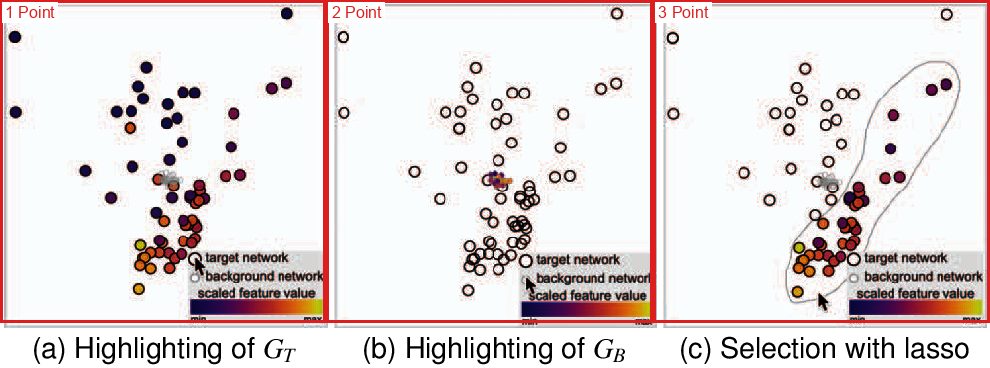 1 Point
2 Point
3 Point
target network
background network
scaled feature value
min max
target network
background network
scaled feature value
min max
target network
background network
scaled feature value
min max
(a) Highlighting of G_T
(b) Highlighting of G_B
(c) Selection with lasso